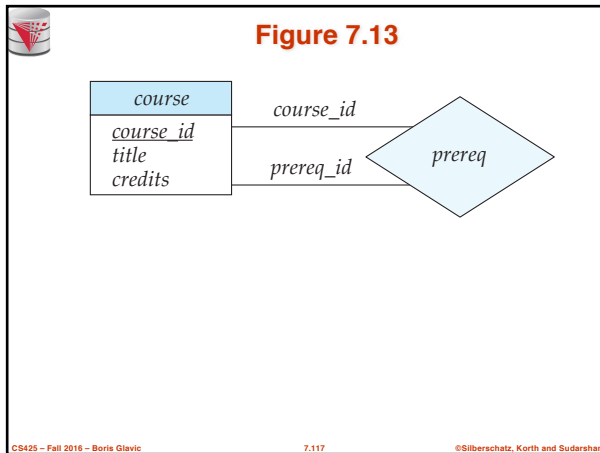 Figure 7.13
course
course_id
title
credits
course_id
prereq_id
prereq
CS425 – Fall 2016 – Boris Glavic
7.117
©Silberschatz, Korth and Sudarshan